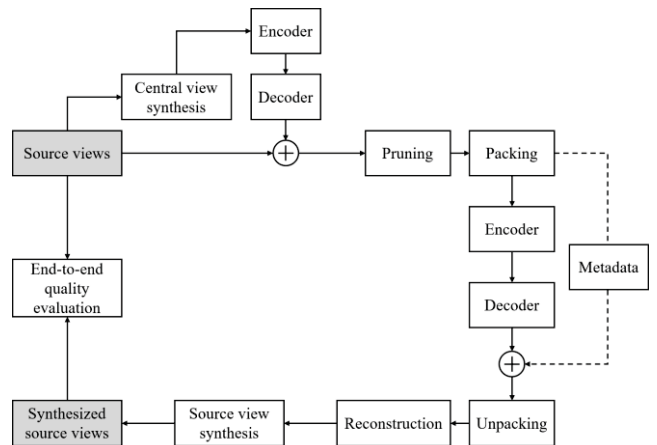 Encoder
Central view
synthesis
Decoder
Source views
Pruning
Packing
Encoder
End-to-end
quality
evaluation
Metadata
Decoder
Synthesized
source views
Source view
synthesis
Reconstruction
Unpacking